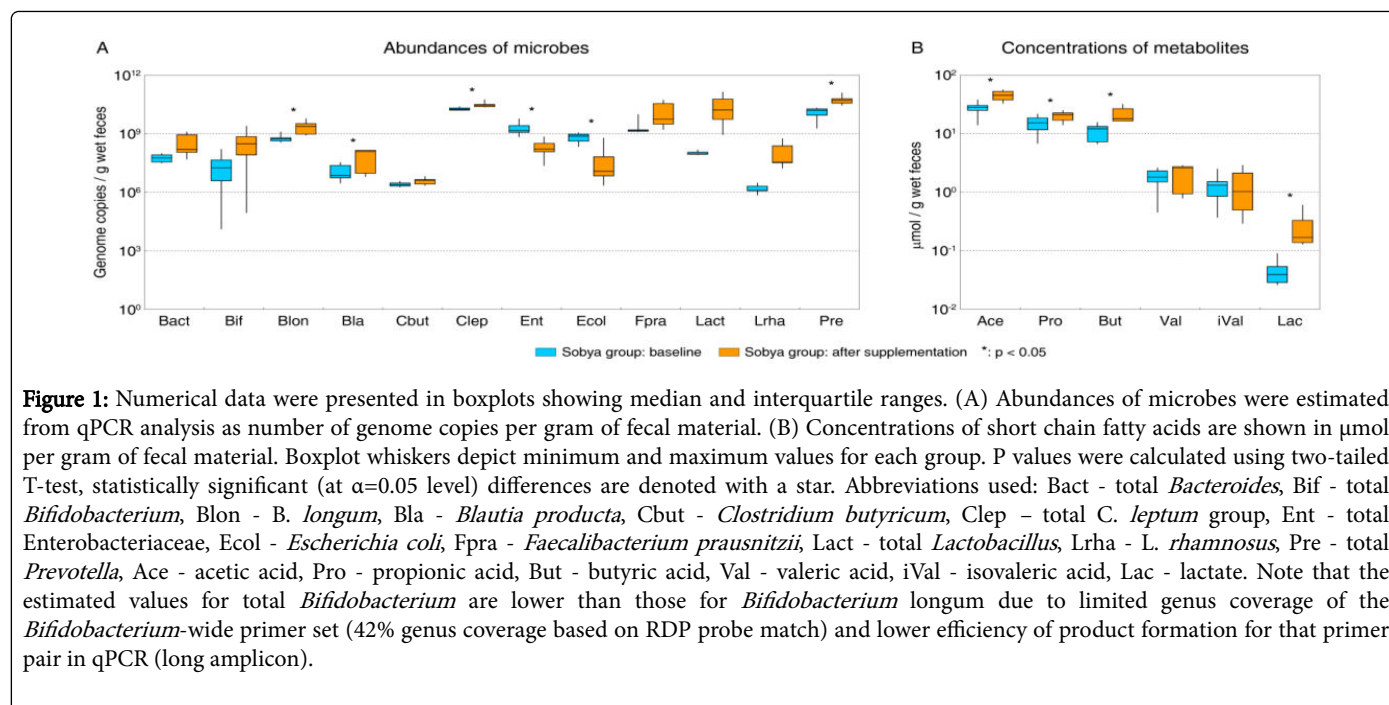 A Abundances of microbes
B Concentrations of metabolites
Genome copies / g wet feces
10¹²
10⁹
10⁶
10³
10⁰
* * * * * *
Bact Bif Blon Bla Cbut Clep Ent Ecol Fpra Lact Lrha Pre
µmol / g wet feces
10²
10¹
10⁰
10⁻¹
10⁻²
* * * *
Ace Pro But Val iVal Lac
Sobya group: baseline Sobya group: after supplementation *: p < 0.05
Figure 1: Numerical data were presented in boxplots showing median and interquartile ranges. (A) Abundances of microbes were estimated
from qPCR analysis as number of genome copies per gram of fecal material. (B) Concentrations of short chain fatty acids are shown in μmol
per gram of fecal material. Boxplot whiskers depict minimum and maximum values for each group. P values were calculated using two-tailed
T-test, statistically significant (at α=0.05 level) differences are denoted with a star. Abbreviations used: Bact - total Bacteroides, Bif - total
Bifidobacterium, Blon - B. longum, Bla - Blautia producta, Cbut - Clostridium butyricum, Clep – total C. leptum group, Ent - total
Enterobacteriaceae, Ecol - Escherichia coli, Fpra - Faecalibacterium prausnitzii, Lact - total Lactobacillus, Lrha - L. rhamnosus, Pre - total
Prevotella, Ace - acetic acid, Pro - propionic acid, But - butyric acid, Val - valeric acid, iVal - isovaleric acid, Lac - lactate. Note that the
estimated values for total Bifidobacterium are lower than those for Bifidobacterium longum due to limited genus coverage of the
Bifidobacterium-wide primer set (42% genus coverage based on RDP probe match) and lower efficiency of product formation for that primer
pair in qPCR (long amplicon).